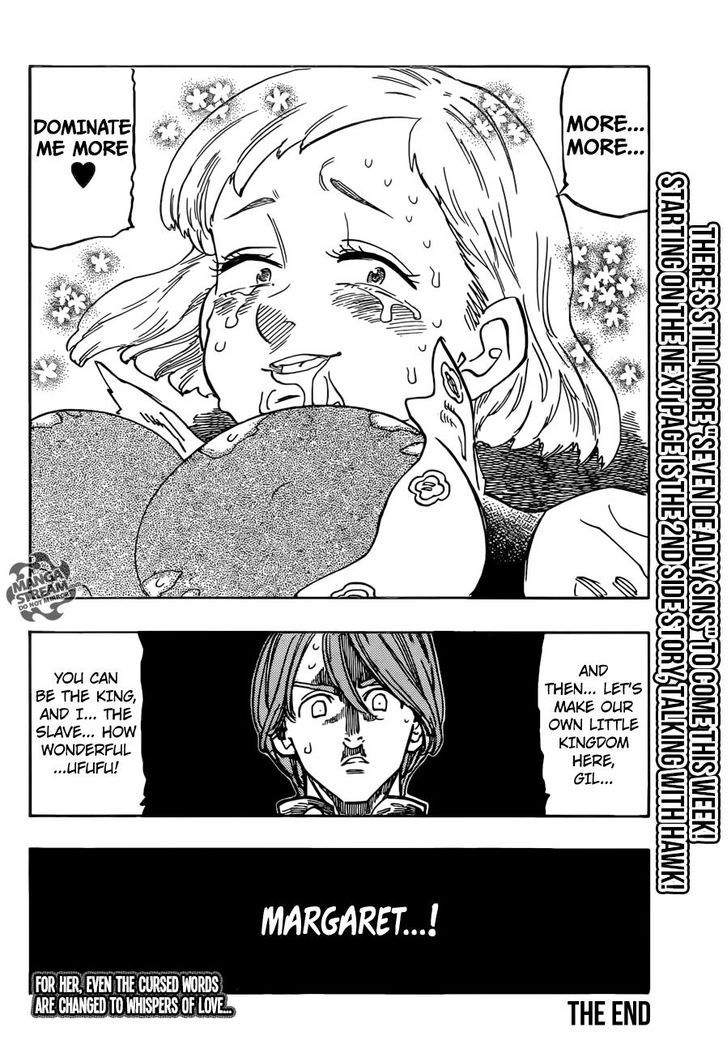 MORE...
MORE...
DOMINATE
ME MORE
♥
THERE'S STILL MORE "SEVEN DEADLY SINS" TO COME THIS WEEK!
STARTING ON THE NEXT PAGE IS THE 2ND SIDE STORY, TALKING WITH HAWK!
MANGA
STREAM
DO NOT MIRROR
AND
THEN... LET'S
MAKE OUR
OWN LITTLE
KINGDOM
HERE,
GIL...
YOU CAN
BE THE KING,
AND I... THE
SLAVE... HOW
WONDERFUL
...UFUFU!
MARGARET...!
FOR HER, EVEN THE CURSED WORDS
ARE CHANGED TO WHISPERS OF LOVE...
THE END